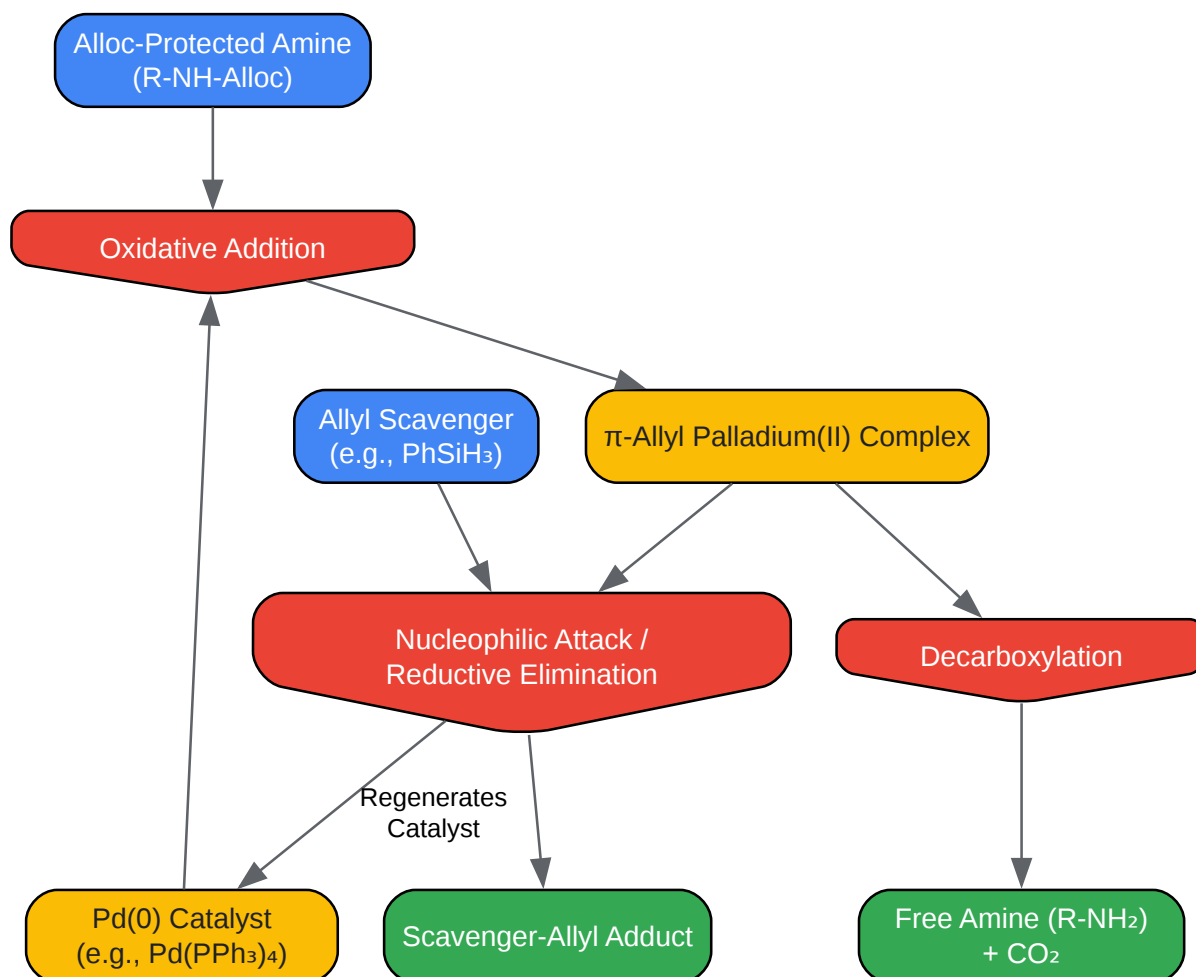 Alloc-Protected Amine
(R-NH-Alloc)
Oxidative Addition
Allyl Scavenger
(e.g., PhSiH₃)
π-Allyl Palladium(II) Complex
Nucleophilic Attack /
Reductive Elimination
Decarboxylation
Regenerates
Catalyst
Pd(0) Catalyst
(e.g., Pd(PPh₃)₄)
Scavenger-Allyl Adduct
Free Amine (R-NH₂)
+ CO₂